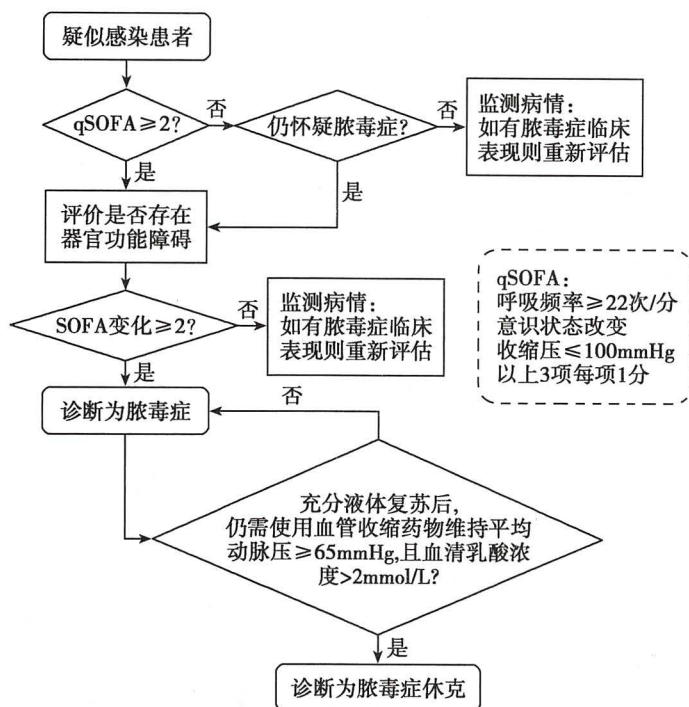 疑似感染患者
qSOFA≥2?
否
仍怀疑脓毒症?
否
监测病情:
如有脓毒症临床
表现则重新评估
是
是
评价是否存在
器官功能障碍
qSOFA:
呼吸频率≥22次/分
意识状态改变
收缩压≤100mmHg
以上3项每项1分
SOFA变化≥2?
否
监测病情:
如有脓毒症临床
表现则重新评估
是
诊断为脓毒症
否
充分液体复苏后,
仍需使用血管收缩药物维持平均
动脉压≥65mmHg,且血清乳酸浓
度>2mmol/L?
是
诊断为脓毒症休克